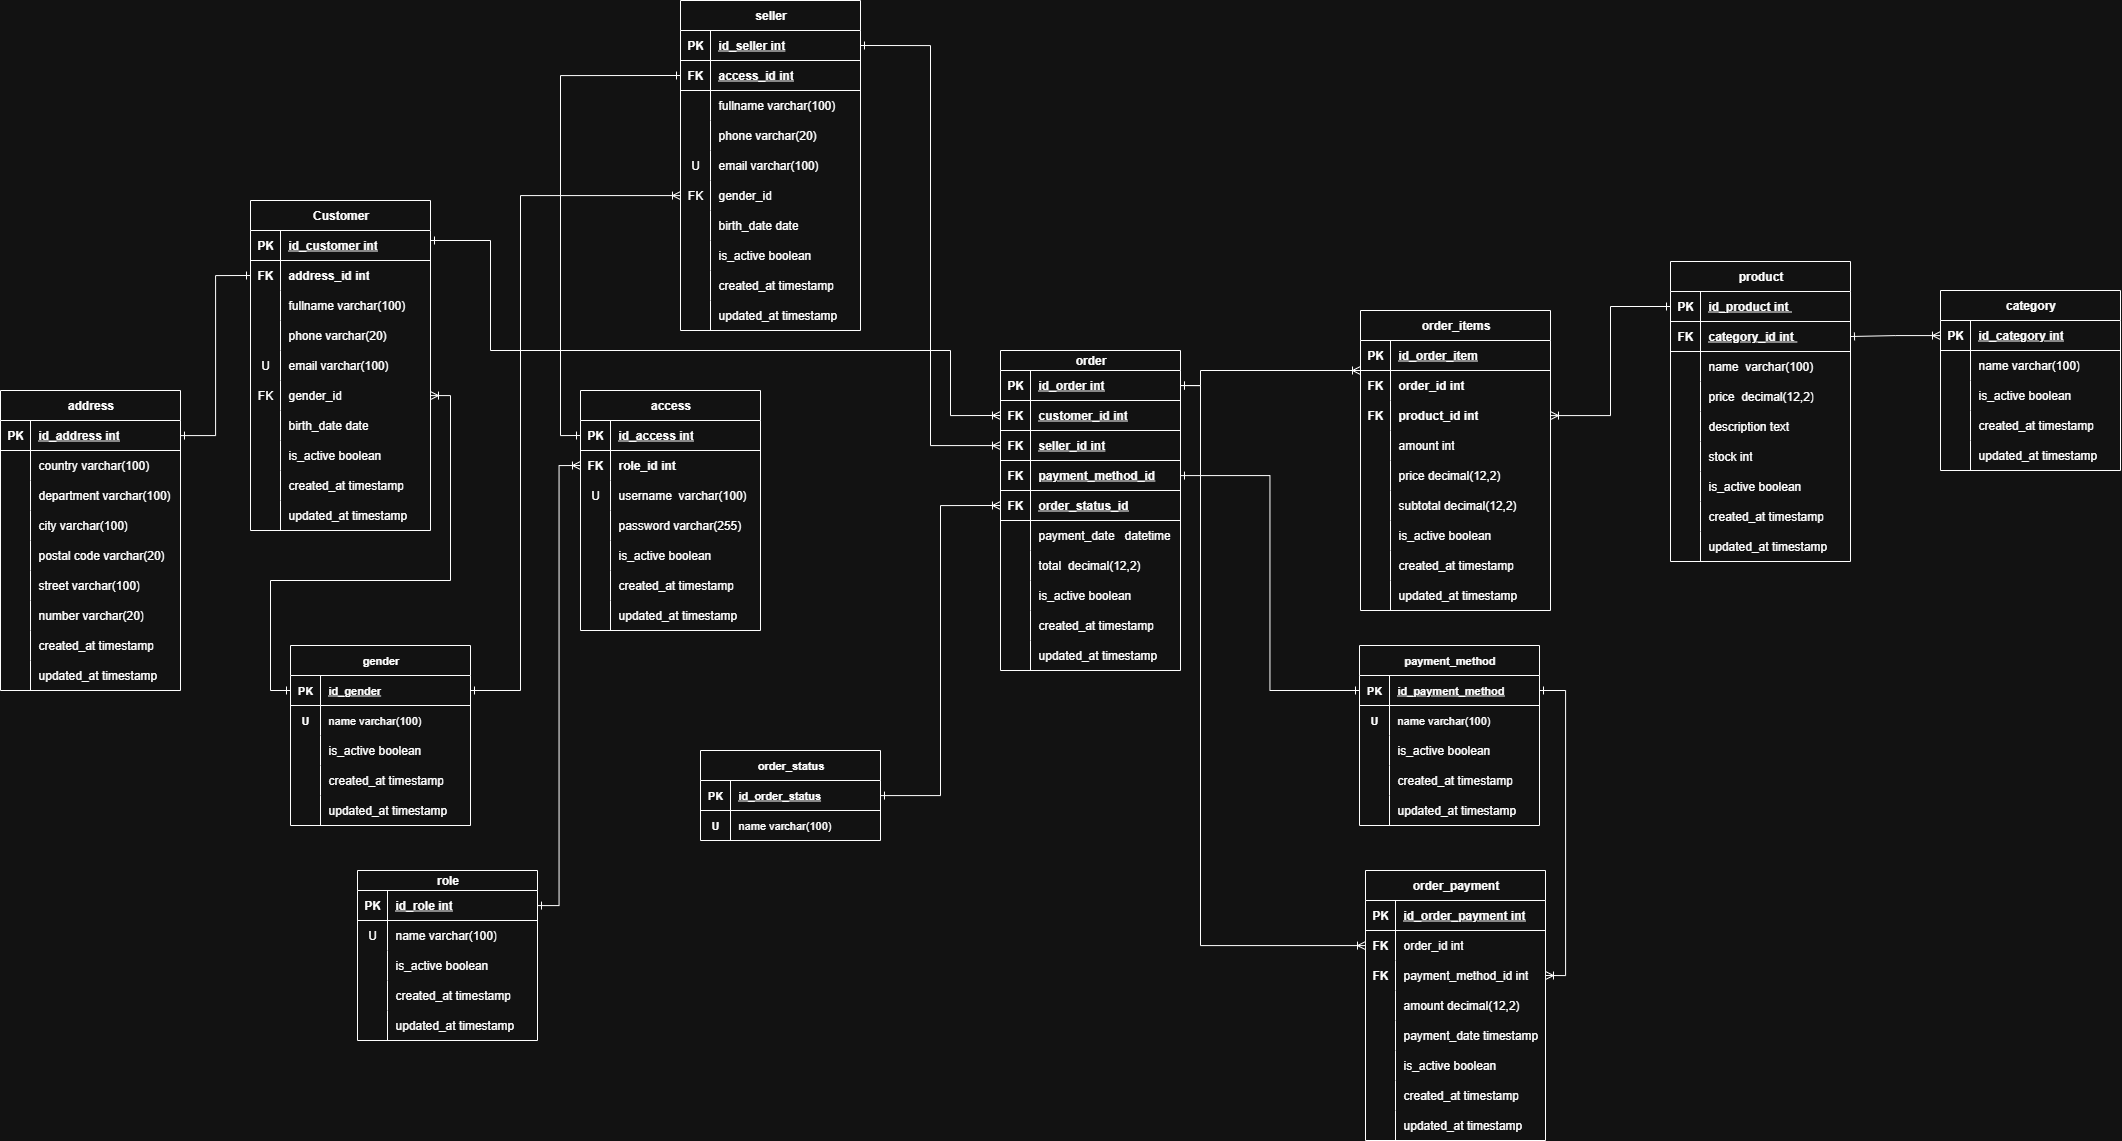 seller
PK id_seller int
FK access_id int
fullname varchar(100)
phone varchar(20)
U email varchar(100)
FK gender_id
birth_date date
is_active boolean
created_at timestamp
updated_at timestamp
Customer
PK id_customer int
FK address_id int
fullname varchar(100)
phone varchar(20)
U email varchar(100)
FK gender_id
birth_date date
is_active boolean
created_at timestamp
updated_at timestamp
address
PK id_address int
country varchar(100)
department varchar(100)
city varchar(100)
postal code varchar(20)
street varchar(100)
number varchar(20)
created_at timestamp
updated_at timestamp
access
PK id_access int
FK role_id int
U username varchar(100)
password varchar(255)
is_active boolean
created_at timestamp
updated_at timestamp
gender
PK id_gender
U name varchar(100)
is_active boolean
created_at timestamp
updated_at timestamp
role
PK id_role int
U name varchar(100)
is_active boolean
created_at timestamp
updated_at timestamp
order_status
PK id_order_status
U name varchar(100)
order
PK id_order int
FK customer_id int
FK seller_id int
FK payment_method_id
FK order_status_id
payment_date datetime
total decimal(12,2)
is_active boolean
created_at timestamp
updated_at timestamp
order_items
PK id_order_item
FK order_id int
FK product_id int
amount int
price decimal(12,2)
subtotal decimal(12,2)
is_active boolean
created_at timestamp
updated_at timestamp
product
PK id_product int
FK category_id int
name varchar(100)
price decimal(12,2)
description text
stock int
is_active boolean
created_at timestamp
updated_at timestamp
category
PK id_category int
name varchar(100)
is_active boolean
created_at timestamp
updated_at timestamp
payment_method
PK id_payment_method
U name varchar(100)
is_active boolean
created_at timestamp
updated_at timestamp
order_payment
PK id_order_payment int
FK order_id int
FK payment_method_id int
amount decimal(12,2)
payment_date timestamp
is_active boolean
created_at timestamp
updated_at timestamp